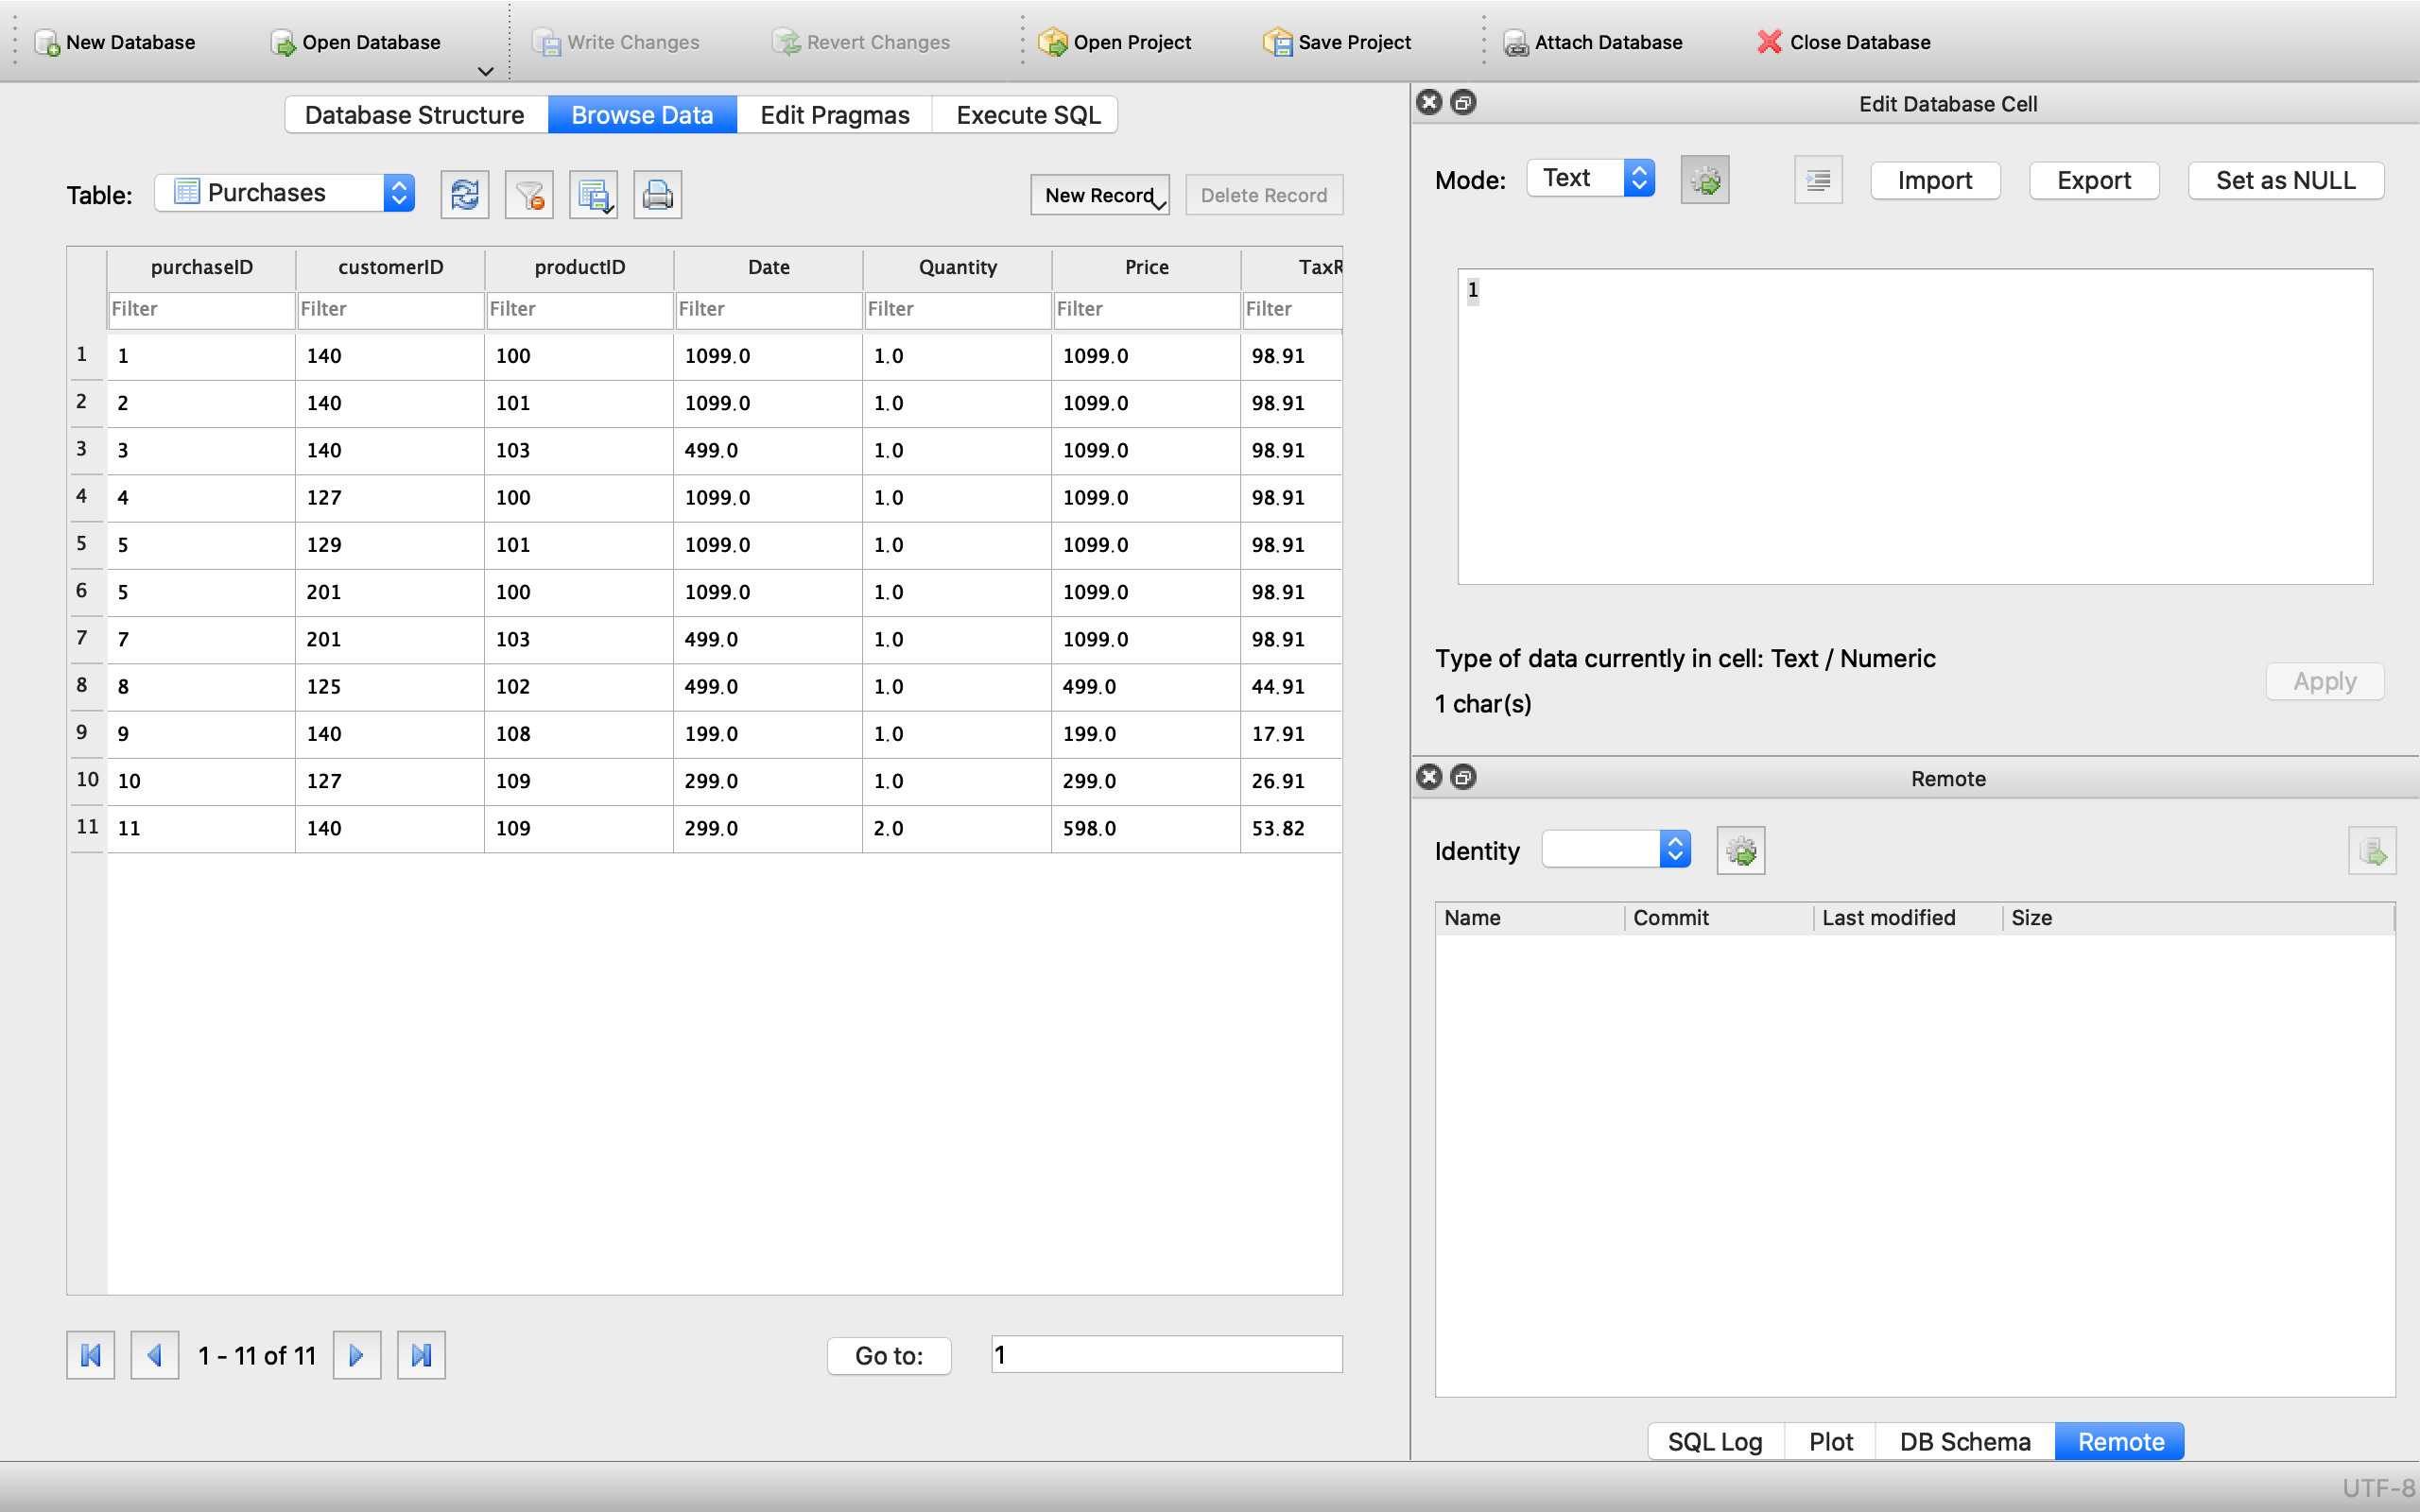 New Database Open Database Write Changes Revert Changes Open Project Save Project Attach Database Close Database
Database Structure Browse Data Edit Pragmas Execute SQL
Table: Purchases New Record Delete Record
purchaseID customerID productID Date Quantity Price TaxR
Filter Filter Filter Filter Filter Filter Filter
1 1 140 100 1099.0 1.0 1099.0 98.91
2 2 140 101 1099.0 1.0 1099.0 98.91
3 3 140 103 499.0 1.0 1099.0 98.91
4 4 127 100 1099.0 1.0 1099.0 98.91
5 5 129 101 1099.0 1.0 1099.0 98.91
6 5 201 100 1099.0 1.0 1099.0 98.91
7 7 201 103 499.0 1.0 1099.0 98.91
8 8 125 102 499.0 1.0 499.0 44.91
9 9 140 108 199.0 1.0 199.0 17.91
10 10 127 109 299.0 1.0 299.0 26.91
11 11 140 109 299.0 2.0 598.0 53.82
1 - 11 of 11 Go to: 1
Edit Database Cell
Mode: Text Import Export Set as NULL
1
Type of data currently in cell: Text / Numeric
1 char(s)
Apply
Remote
Identity
Name Commit Last modified Size
SQL Log Plot DB Schema Remote
UTF-8